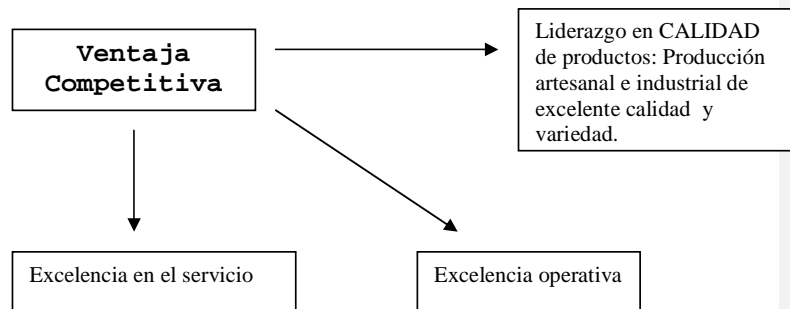 Ventaja
Competitiva
Liderazgo en CALIDAD
de productos: Producción
artesanal e industrial de
excelente calidad y
variedad.
Excelencia en el servicio
Excelencia operativa